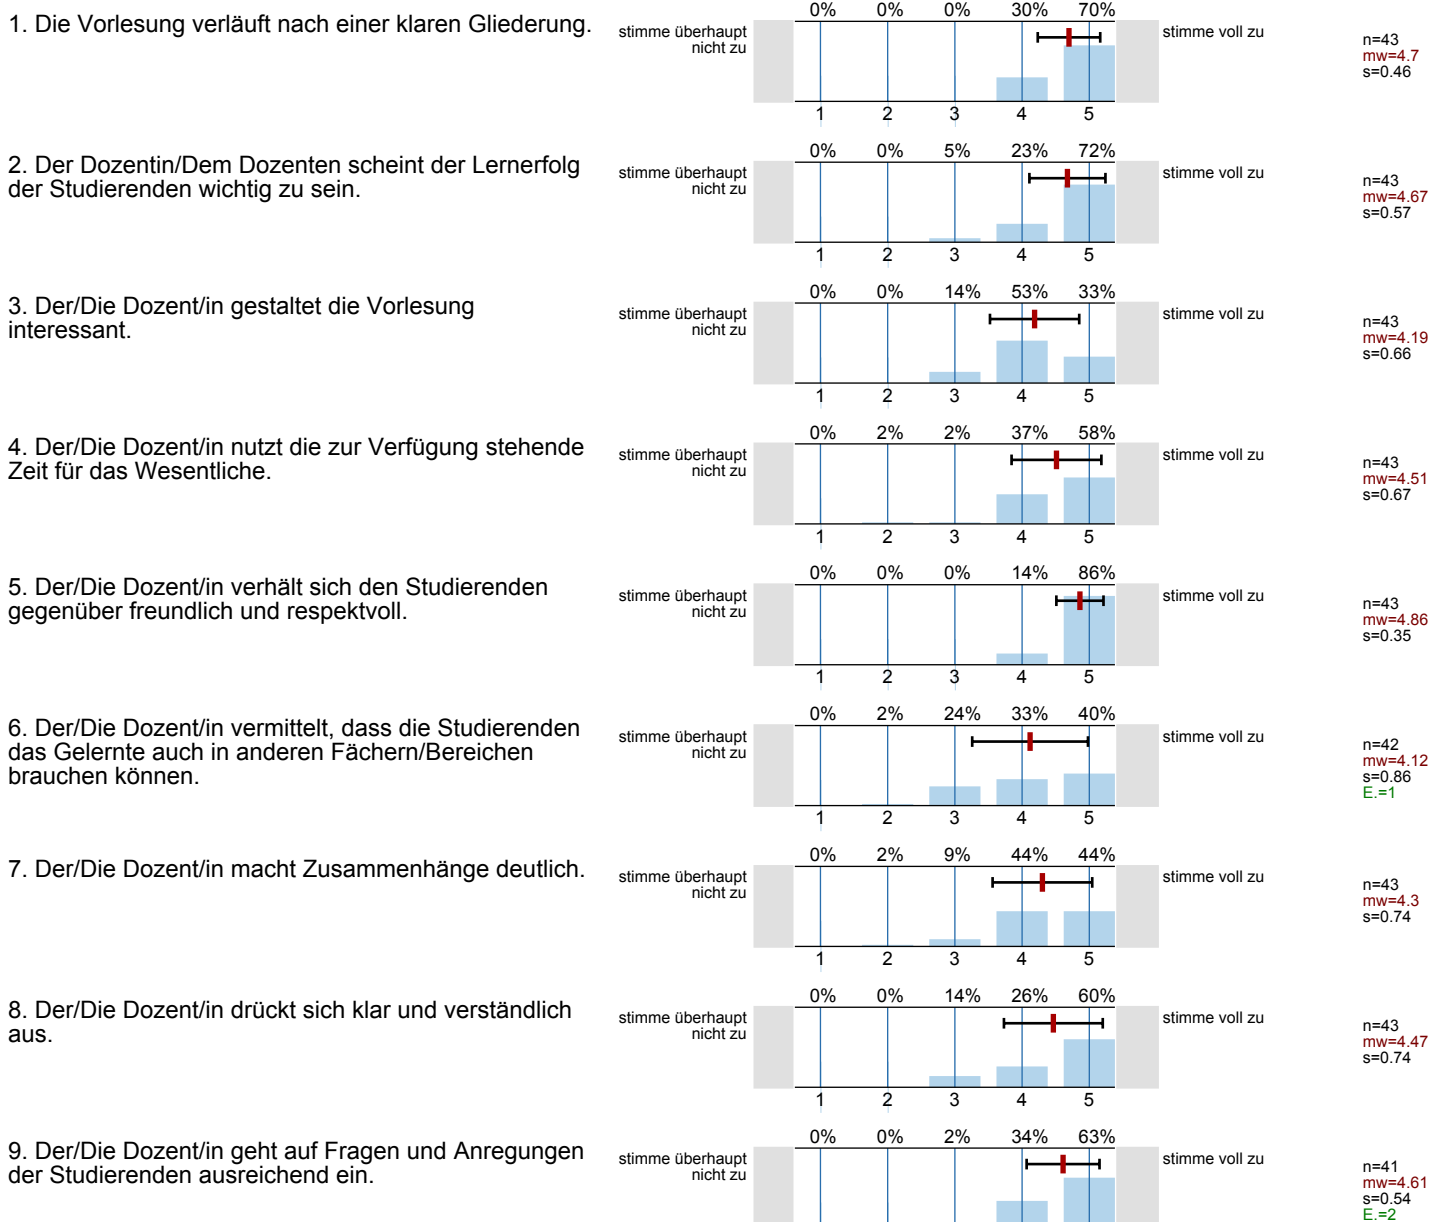 1. Die Vorlesung verläuft nach einer klaren Gliederung.
0% 0% 0% 30% 70%
stimme überhaupt
nicht zu
stimme voll zu
n=43
mw=4.7
s=0.46
1 2 3 4 5
2. Der Dozentin/Dem Dozenten scheint der Lernerfolg
der Studierenden wichtig zu sein.
0% 0% 5% 23% 72%
stimme überhaupt
nicht zu
stimme voll zu
n=43
mw=4.67
s=0.57
1 2 3 4 5
3. Der/Die Dozent/in gestaltet die Vorlesung
interessant.
0% 0% 14% 53% 33%
stimme überhaupt
nicht zu
stimme voll zu
n=43
mw=4.19
s=0.66
1 2 3 4 5
4. Der/Die Dozent/in nutzt die zur Verfügung stehende
Zeit für das Wesentliche.
0% 2% 2% 37% 58%
stimme überhaupt
nicht zu
stimme voll zu
n=43
mw=4.51
s=0.67
1 2 3 4 5
5. Der/Die Dozent/in verhält sich den Studierenden
gegenüber freundlich und respektvoll.
0% 0% 0% 14% 86%
stimme überhaupt
nicht zu
stimme voll zu
n=43
mw=4.86
s=0.35
1 2 3 4 5
6. Der/Die Dozent/in vermittelt, dass die Studierenden
das Gelernte auch in anderen Fächern/Bereichen
brauchen können.
0% 2% 24% 33% 40%
stimme überhaupt
nicht zu
stimme voll zu
n=42
mw=4.12
s=0.86
E.=1
1 2 3 4 5
7. Der/Die Dozent/in macht Zusammenhänge deutlich.
0% 2% 9% 44% 44%
stimme überhaupt
nicht zu
stimme voll zu
n=43
mw=4.3
s=0.74
1 2 3 4 5
8. Der/Die Dozent/in drückt sich klar und verständlich
aus.
0% 0% 14% 26% 60%
stimme überhaupt
nicht zu
stimme voll zu
n=43
mw=4.47
s=0.74
1 2 3 4 5
9. Der/Die Dozent/in geht auf Fragen und Anregungen
der Studierenden ausreichend ein.
0% 0% 2% 34% 63%
stimme überhaupt
nicht zu
stimme voll zu
n=41
mw=4.61
s=0.54
E.=2